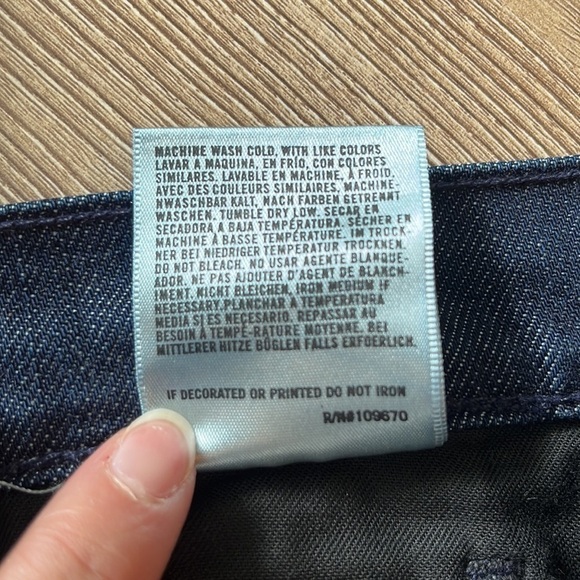 MACHINE WASH COLD, WITH LIKE COLORS
LAVAR A MAQUINA, EN FRÍO, CON COLORES
SIMILARES. LAVABLE EN MACHINE, À FROID,
AVEC DES COULEURS SIMILAIRES. MACHINE-
NWASCHBAR KALT, NACH FARBEN GETRENNT
WASCHEN. TUMBLE DRY LOW. SECAR EN
SECADORA A BAJA TEMPERATURA. SÉCHER EN
MACHINE À BASSE TEMPÉRATURE. IM TROCK-
NER BEI NIEDRIGER TEMPERATUR TROCKNEN.
DO NOT BLEACH. NO USAR AGENTE BLANQUE-
ADOR. NE PAS AJOUTER D'AGENT DE BLANCH-
IMENT. NICHT BLEICHEN. IRON MEDIUM IF
NECESSARY. PLANCHAR A TEMPERATURA
MEDIA SI ES NECESARIO. REPASSAR AU
BESOIN À TEMPÉ-RATURE MOYENNE. BEI
MITTLERER HITZE BÜGLEN FALLS ERFOERLICH.
IF DECORATED OR PRINTED DO NOT IRON
R/N#109670